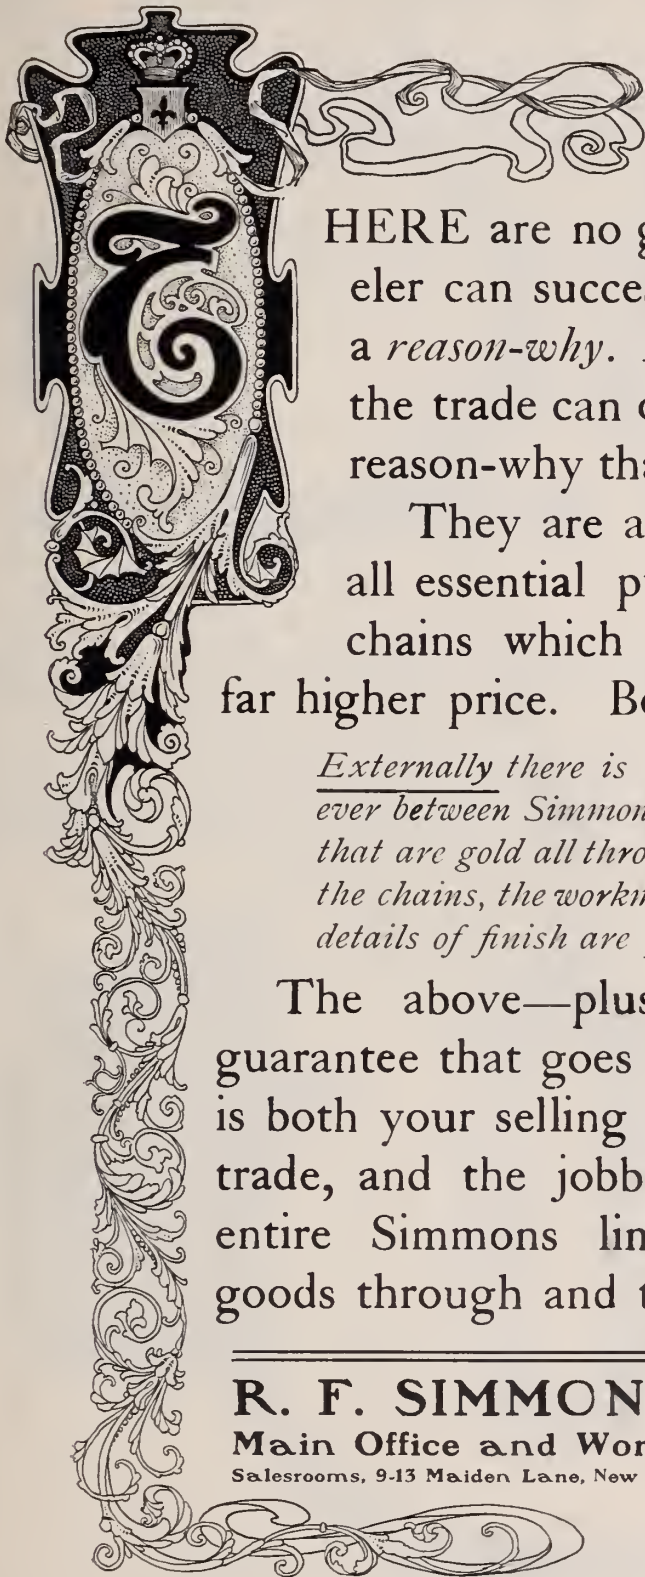 THERE are no g
eler can succe
a reason-why.
the trade can
reason-why tha
They are a
all essential p
chains which
far higher price. B
Externally there is
ever between Simmon
that are gold all thro
the chains, the workn
details of finish are
The above—plus
guarantee that goes
is both your selling
trade, and the jobb
entire Simmons lin
goods through and t
R. F. SIMMON
Main Office and Wor
Salesrooms, 9-13 Maiden Lane, New